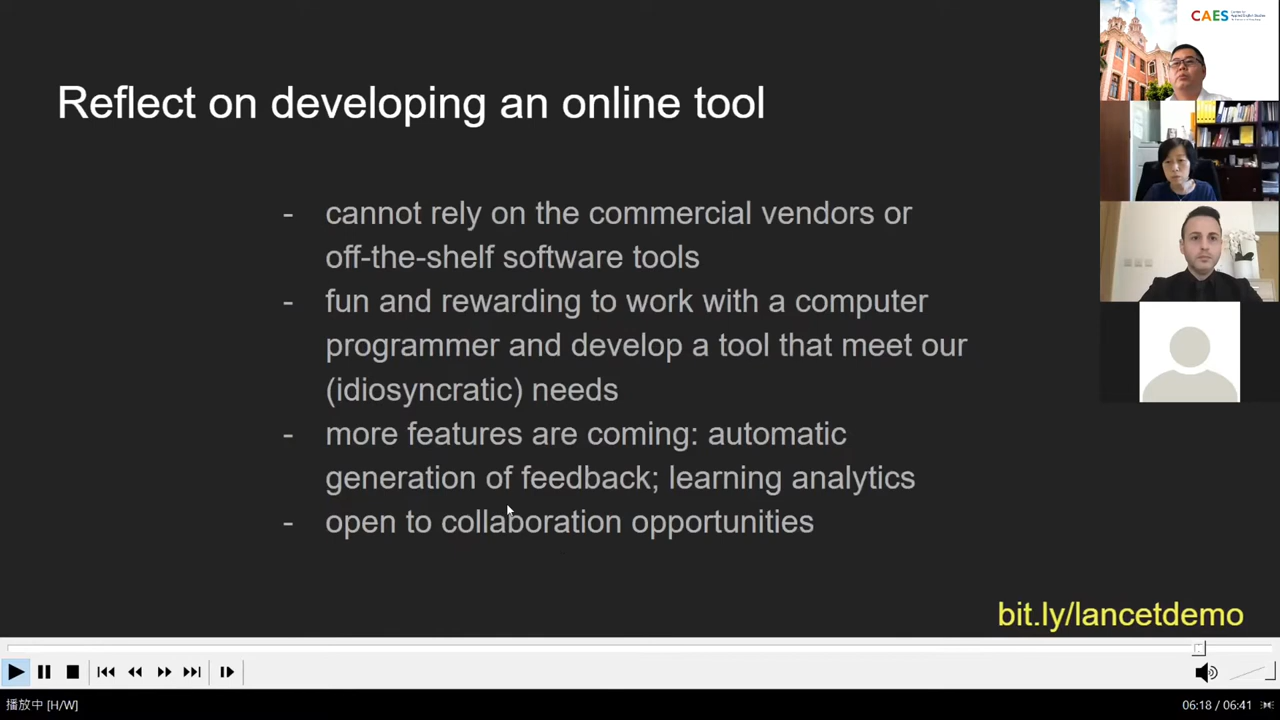 CAES
Reflect on developing an online tool
- cannot rely on the commercial vendors or
off-the-shelf software tools
- fun and rewarding to work with a computer
programmer and develop a tool that meet our
(idiosyncratic) needs
- more features are coming: automatic
generation of feedback; learning analytics
- open to collaboration opportunities
bit.ly/lancetdemo
播放中 [H/W]
06:18 / 06:41